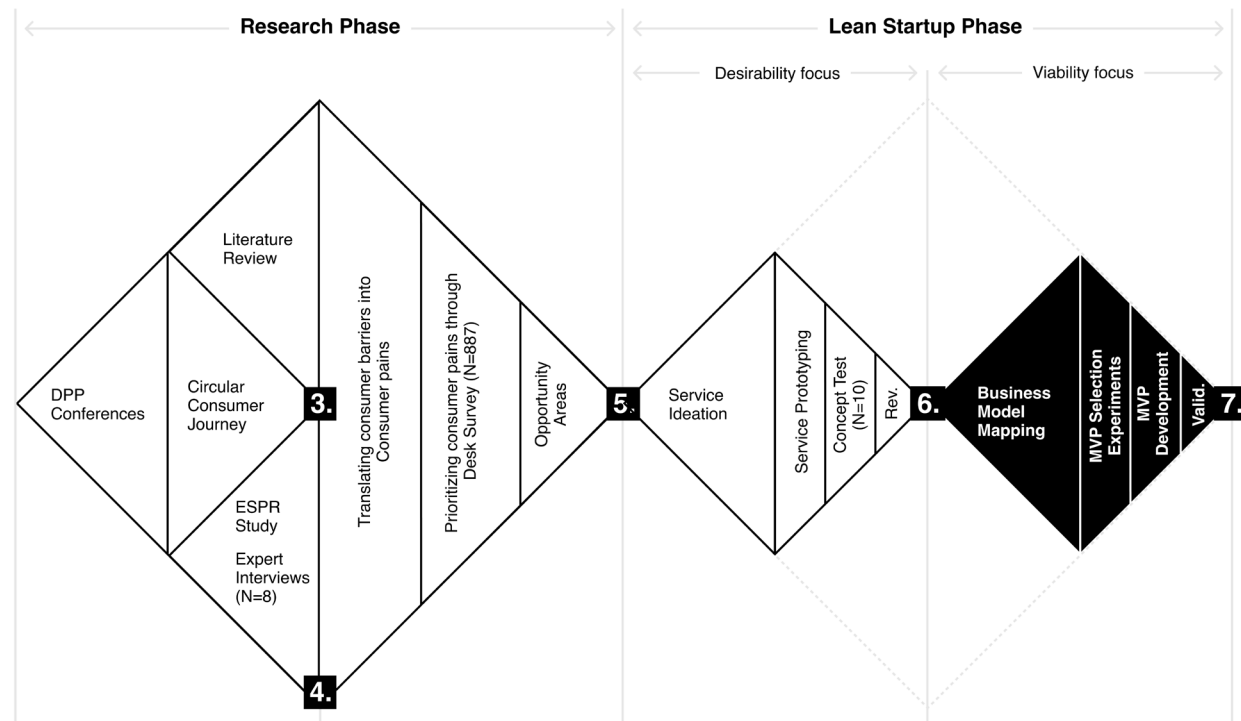 Research Phase
Lean Startup Phase
Desirability focus
Viability focus
Literature
Review
DPP
Conferences
Circular
Consumer
Journey
3.
ESPR
Study
Expert
Interviews
(N=8)
4.
Translating consumer barriers into
Consumer pains
Prioritizing consumer pains through
Desk Survey (N=887)
Opportunity
Areas
5.
Service
Ideation
Service Prototyping
Concept Test
(N=10)
Rev.
6.
Business
Model
Mapping
MVP Selection
Experiments
MVP
Development
Valid.
7.